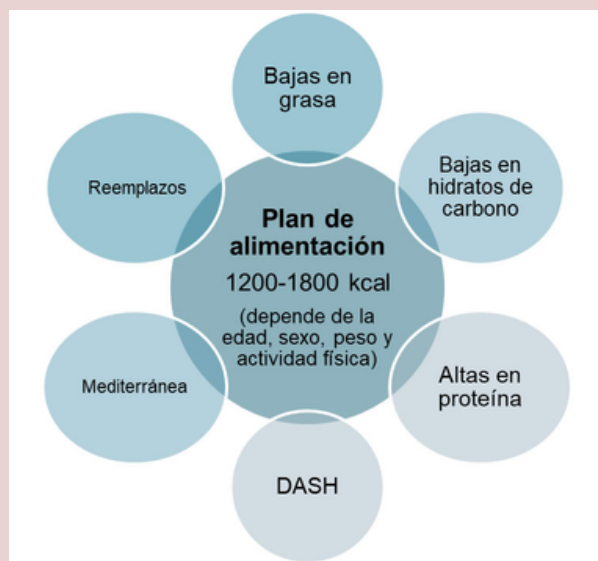 Bajas en
grasa
Bajas en
hidratos de
carbono
Altas en
proteína
DASH
Mediterránea
Reemplazos
Plan de
alimentación
1200-1800 kcal
(depende de la
edad, sexo, peso y
actividad física)